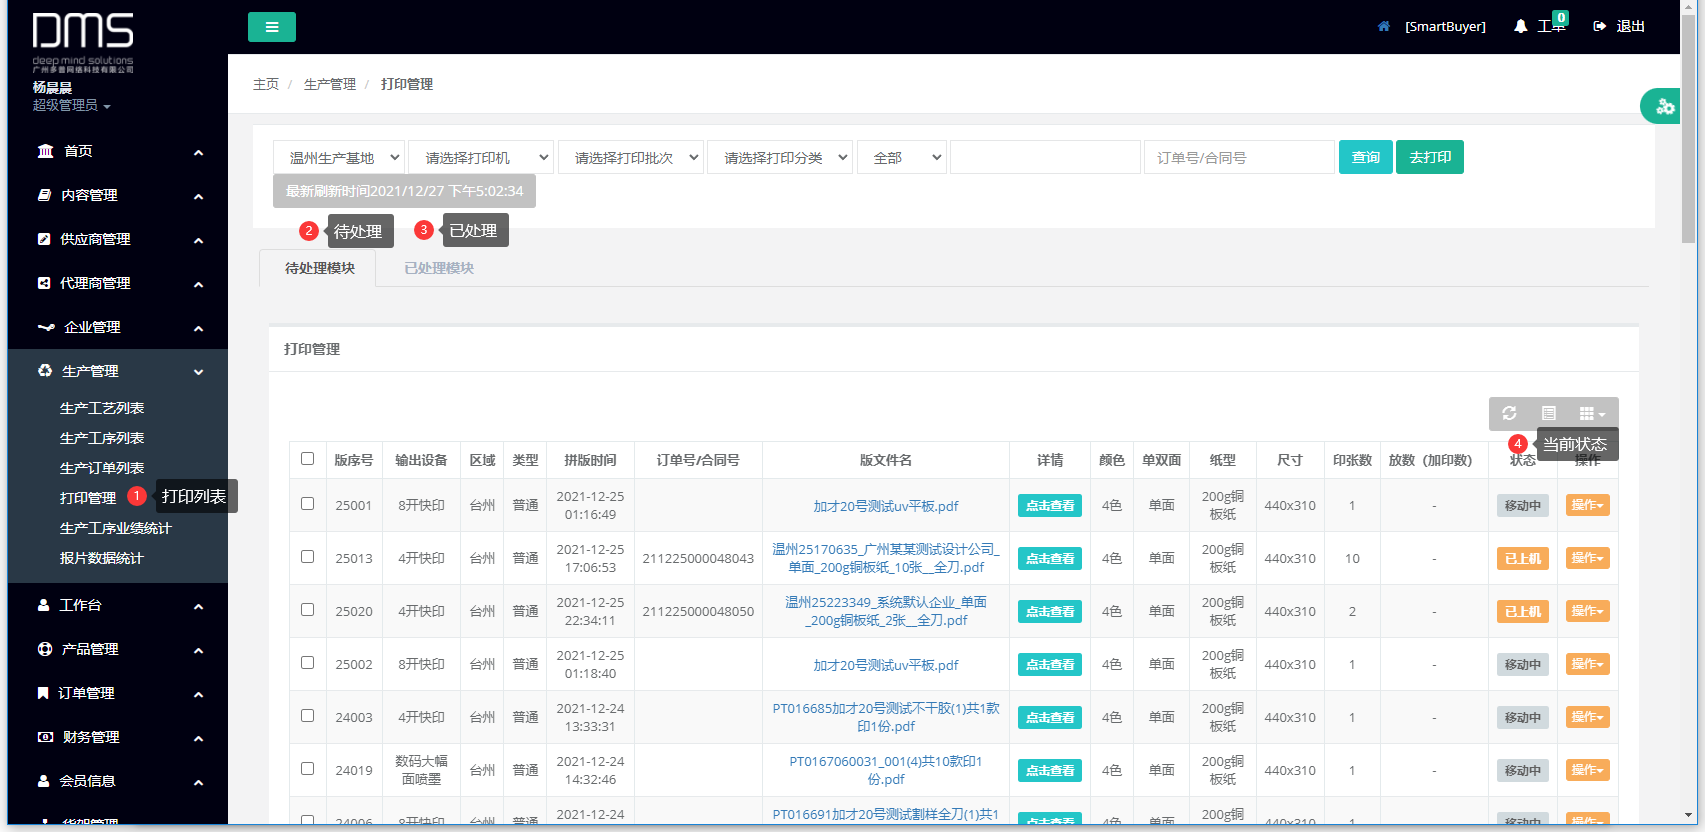 DMS
deep mind solutions
广州多普网络科技有限公司
杨晨晨
超级管理员
首页
内容管理
供应商管理
代理商管理
企业管理
生产管理
生产工艺列表
生产工序列表
生产订单列表
打印管理 1 打印列表
生产工序业绩统计
报片数据统计
工作台
产品管理
订单管理
财务管理
会员信息
[SmartBuyer] 工单 0 退出
主页 / 生产管理 / 打印管理
温州生产基地 请选择打印机 请选择打印批次 请选择打印分类 全部 订单号/合同号 查询 去打印
最新刷新时间2021/12/27 下午5:02:34
2 待处理 3 已处理
待处理模块 已处理模块
打印管理
4 当前状态
版序号 输出设备 区域 类型 拼版时间 订单号/合同号 版文件名 详情 颜色 单双面 纸型 尺寸 印张数 放数（加印数） 状态 操作
25001 8开快印 台州 普通 2021-12-25 01:16:49 加才20号测试uv平板.pdf 点击查看 4色 单面 200g铜板纸 440x310 1 - 移动中 操作
25013 4开快印 台州 普通 2021-12-25 17:06:53 211225000048043 温州25170635_广州某某测试设计公司_单面_200g铜板纸_10张__全刀.pdf 点击查看 4色 单面 200g铜板纸 440x310 10 - 已上机 操作
25020 4开快印 台州 普通 2021-12-25 22:34:11 211225000048050 温州25223349_系统默认企业_单面_200g铜板纸_2张__全刀.pdf 点击查看 4色 单面 200g铜板纸 440x310 2 - 已上机 操作
25002 8开快印 台州 普通 2021-12-25 01:18:40 加才20号测试uv平板.pdf 点击查看 4色 单面 200g铜板纸 440x310 1 - 移动中 操作
24003 4开快印 台州 普通 2021-12-24 13:33:31 PT016685加才20号测试不干胶(1)共1款印1份.pdf 点击查看 4色 单面 200g铜板纸 440x310 1 - 移动中 操作
24019 数码大幅面喷墨 台州 普通 2021-12-24 14:32:46 PT0167060031_001(4)共10款印1份.pdf 点击查看 4色 单面 200g铜板纸 440x310 1 - 移动中 操作
24006 8开快印 台州 普通 2021-12-24 PT016691加才20号测试割样全刀(1)共1 点击查看 4色 单面 200g铜 440x310 1 - 移动中 操作